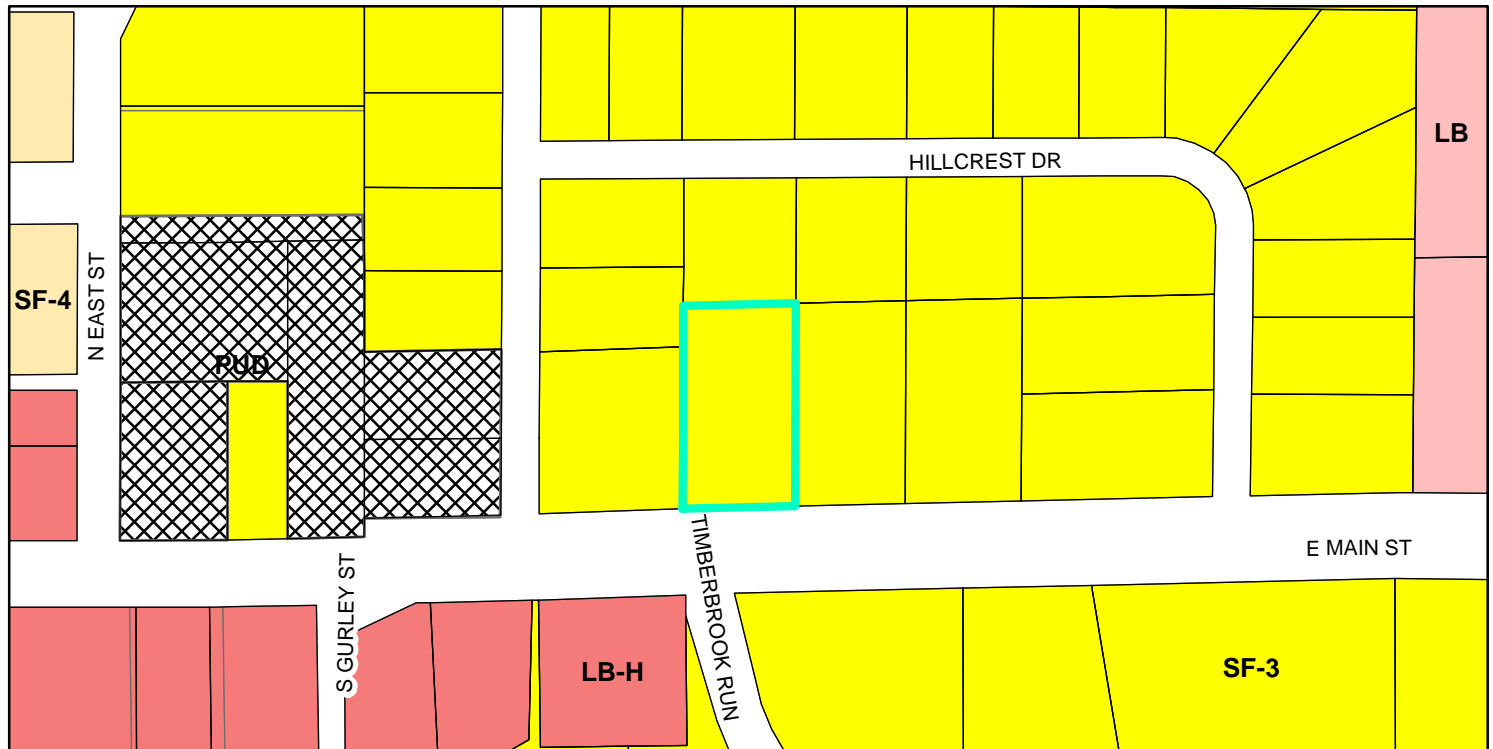 LB
HILLCREST DR
SF-4
N EAST ST
PUD
E MAIN ST
TIMBERBROOK RUN
S GURLEY ST
LB-H
SF-3